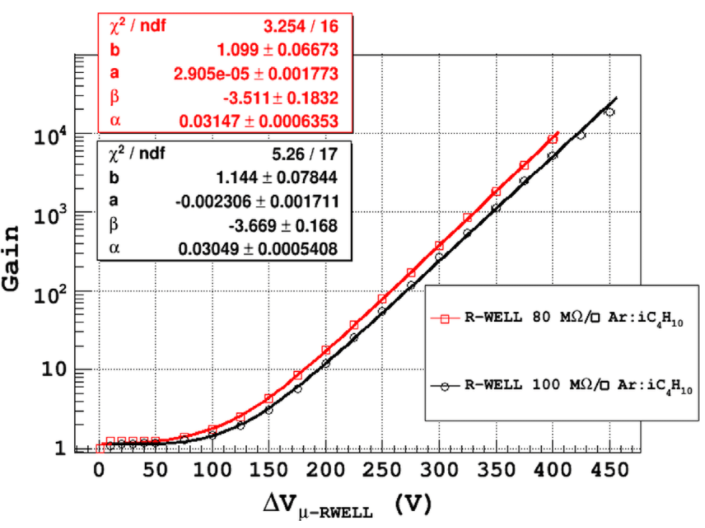 χ² / ndf 3.254 / 16
b 1.099 ± 0.06673
a 2.905e-05 ± 0.001773
β -3.511 ± 0.1832
α 0.03147 ± 0.0006353
χ² / ndf 5.26 / 17
b 1.144 ± 0.07844
a -0.002306 ± 0.001711
β -3.669 ± 0.168
α 0.03049 ± 0.0005408
Gain
10⁴
10³
10²
10
1
R-WELL 80 MΩ/□ Ar:iC₄H₁₀
R-WELL 100 MΩ/□ Ar:iC₄H₁₀
0 50 100 150 200 250 300 350 400 450
ΔV μ-RWELL (V)